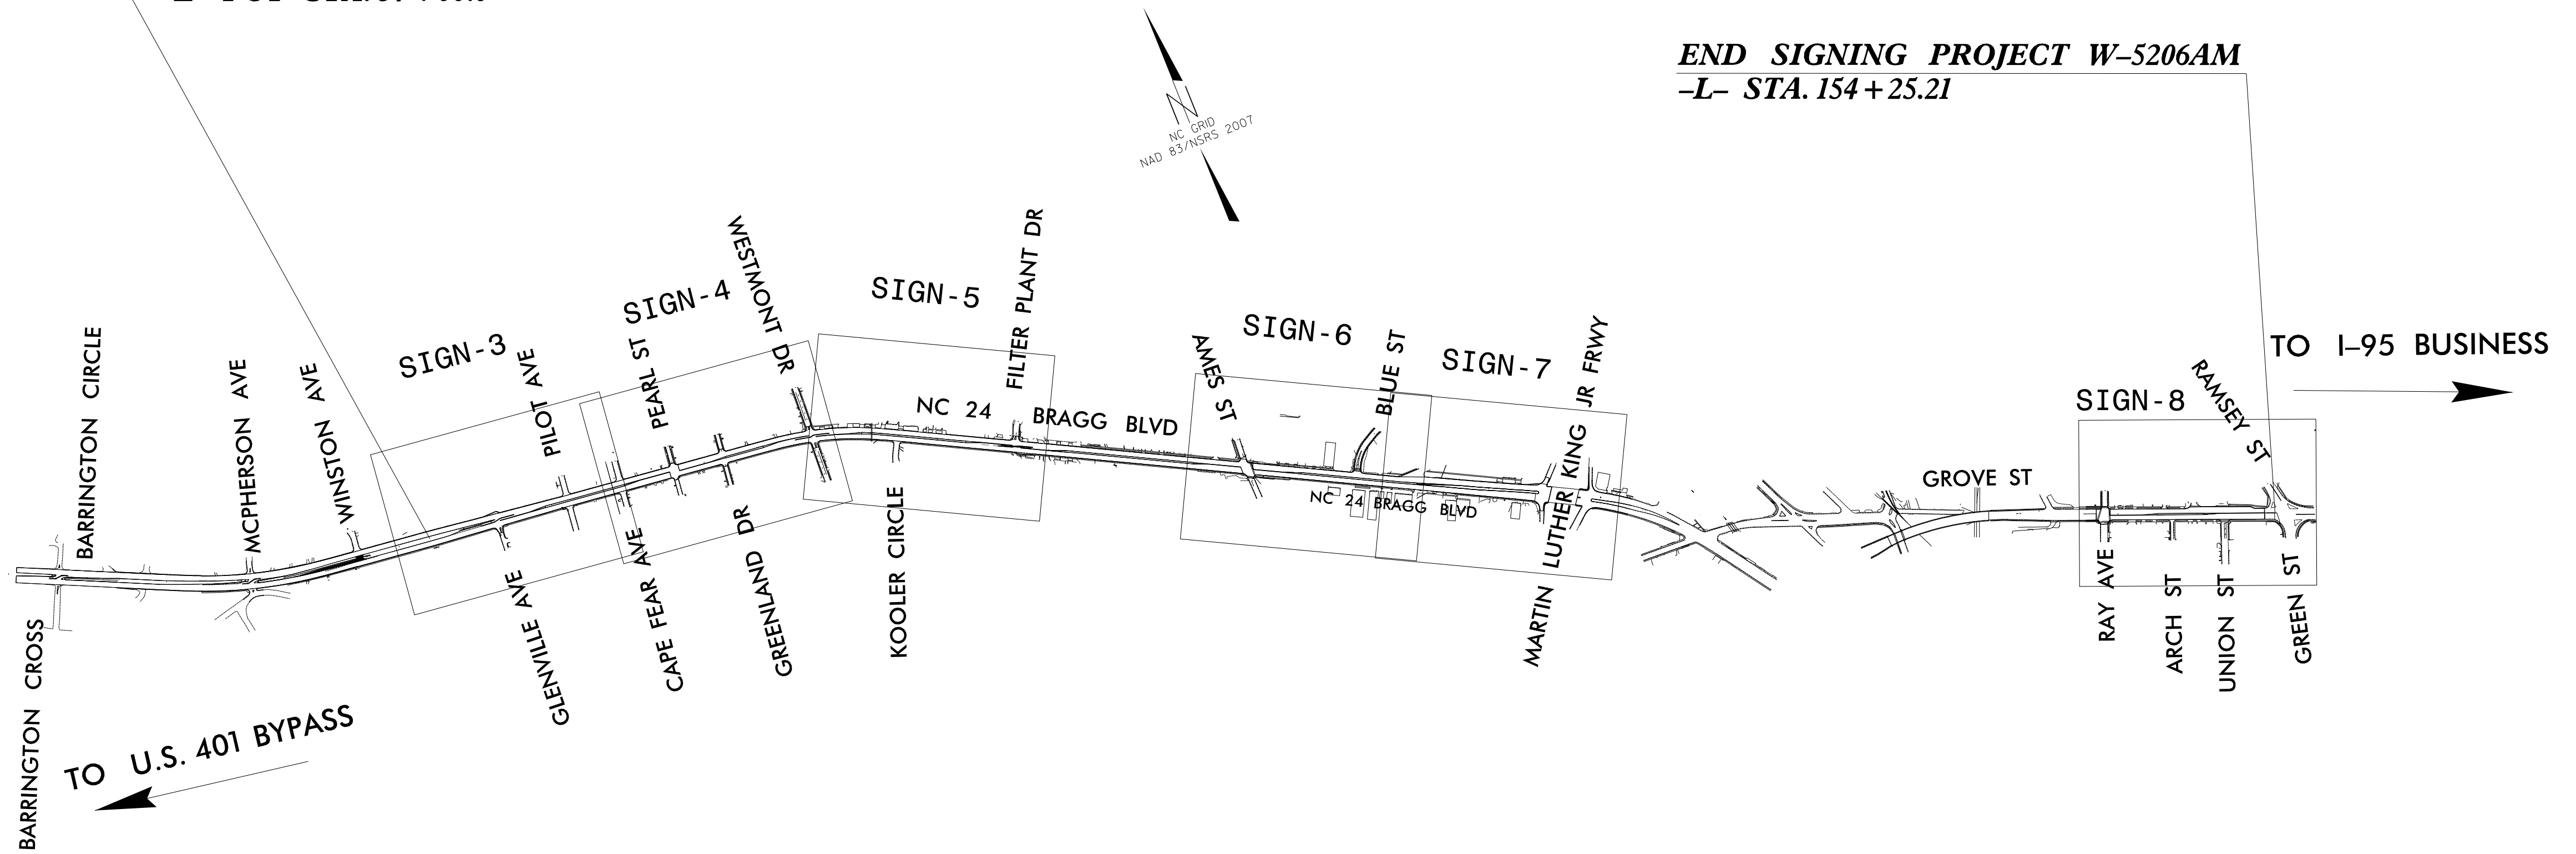 END SIGNING PROJECT W–5206AM
–L– STA. 154+25.21
N
NC GRID
NAD 83/NSRS 2007
BARRINGTON CIRCLE
MCPHERSON AVE
WINSTON AVE
SIGN-3
PILOT AVE
SIGN-4
PEARL ST
WESTMONT DR
SIGN-5
FILTER PLANT DR
NC 24 BRAGG BLVD
AMES ST
SIGN-6
BLUE ST
SIGN-7
NC 24 BRAGG BLVD
MARTIN LUTHER KING JR FRWY
GROVE ST
SIGN-8
RAMSEY ST
TO I–95 BUSINESS
BARRINGTON CROSS
TO U.S. 401 BYPASS
GLENVILLE AVE
CAPE FEAR AVE
GREENLAND DR
KOOLER CIRCLE
RAY AVE
ARCH ST
UNION ST
GREEN ST